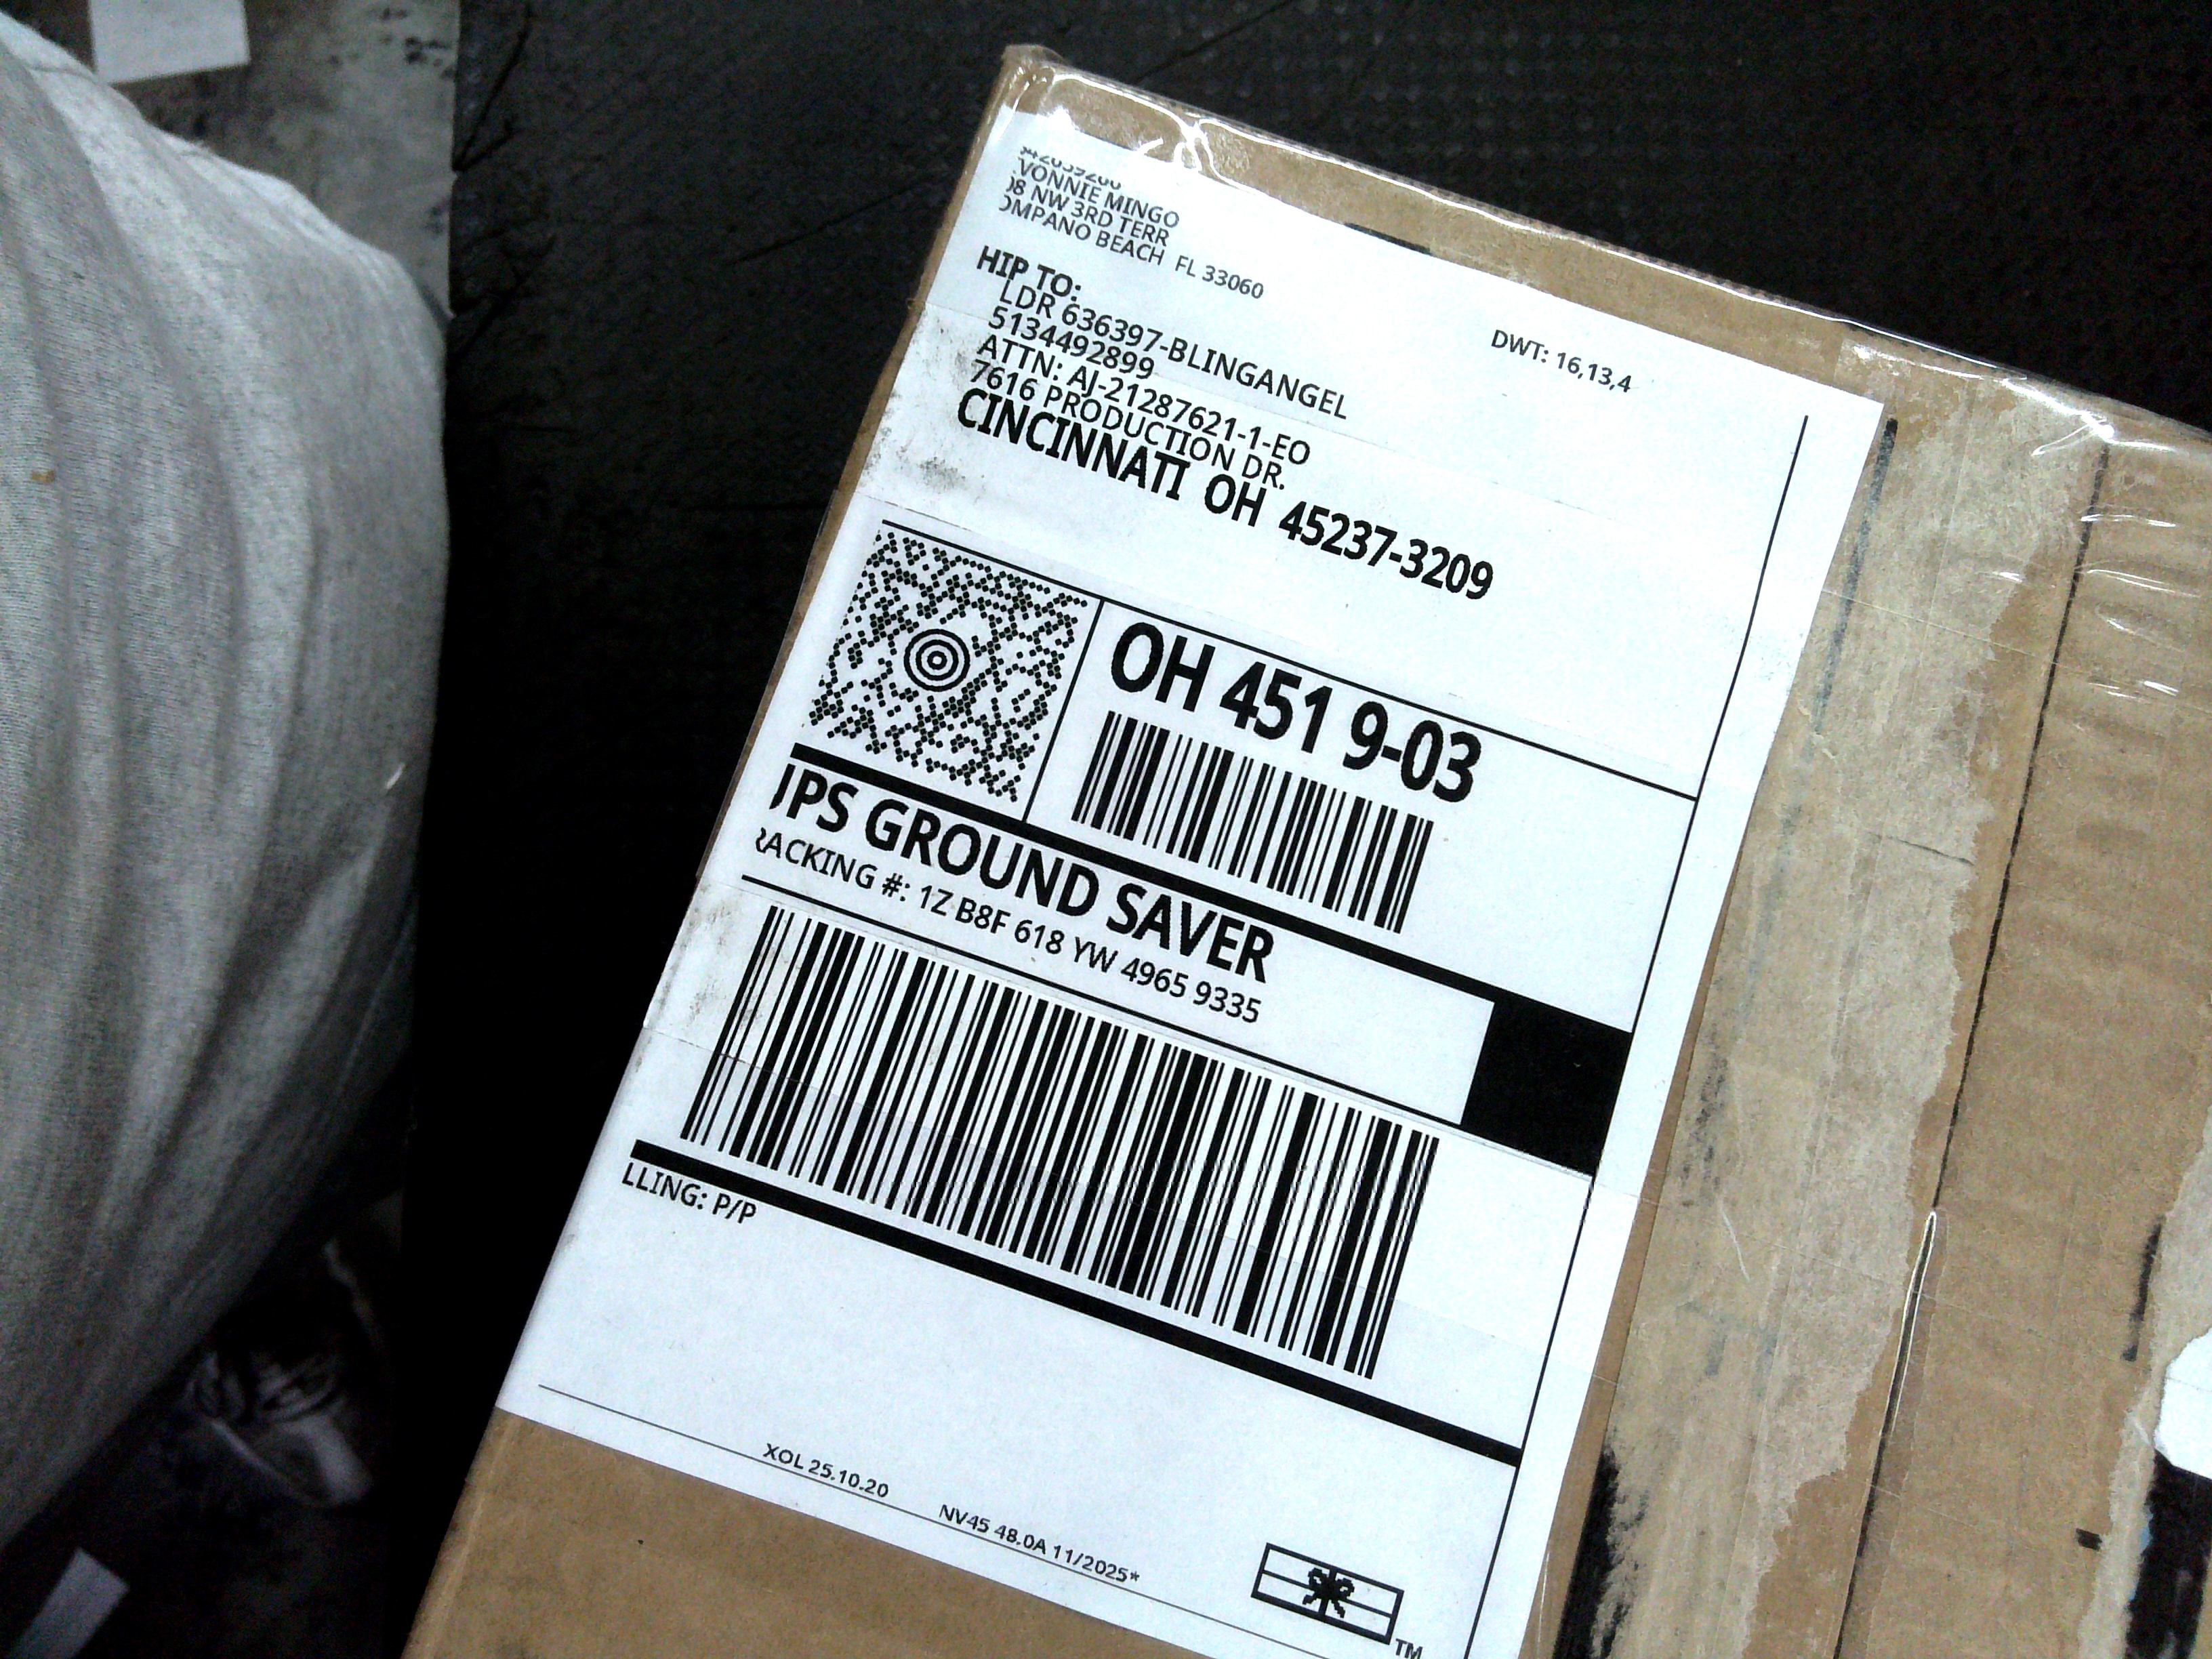 VONNIE MINGO
08 NW 3RD TERR
OMPANO BEACH FL 33060
HIP TO:
LDR 636397-BLINGANGEL
5134492899
ATTN: AJ-21287621-1-EO
7616 PRODUCTION DR.
CINCINNATI OH 45237-3209
DWT: 16,13,4
OH 451 9-03
UPS GROUND SAVER
RACKING #: 1Z B8F 618 YW 4965 9335
LLING: P/P
XOL 25.10.20
NV45 48.0A 11/2025*
TM